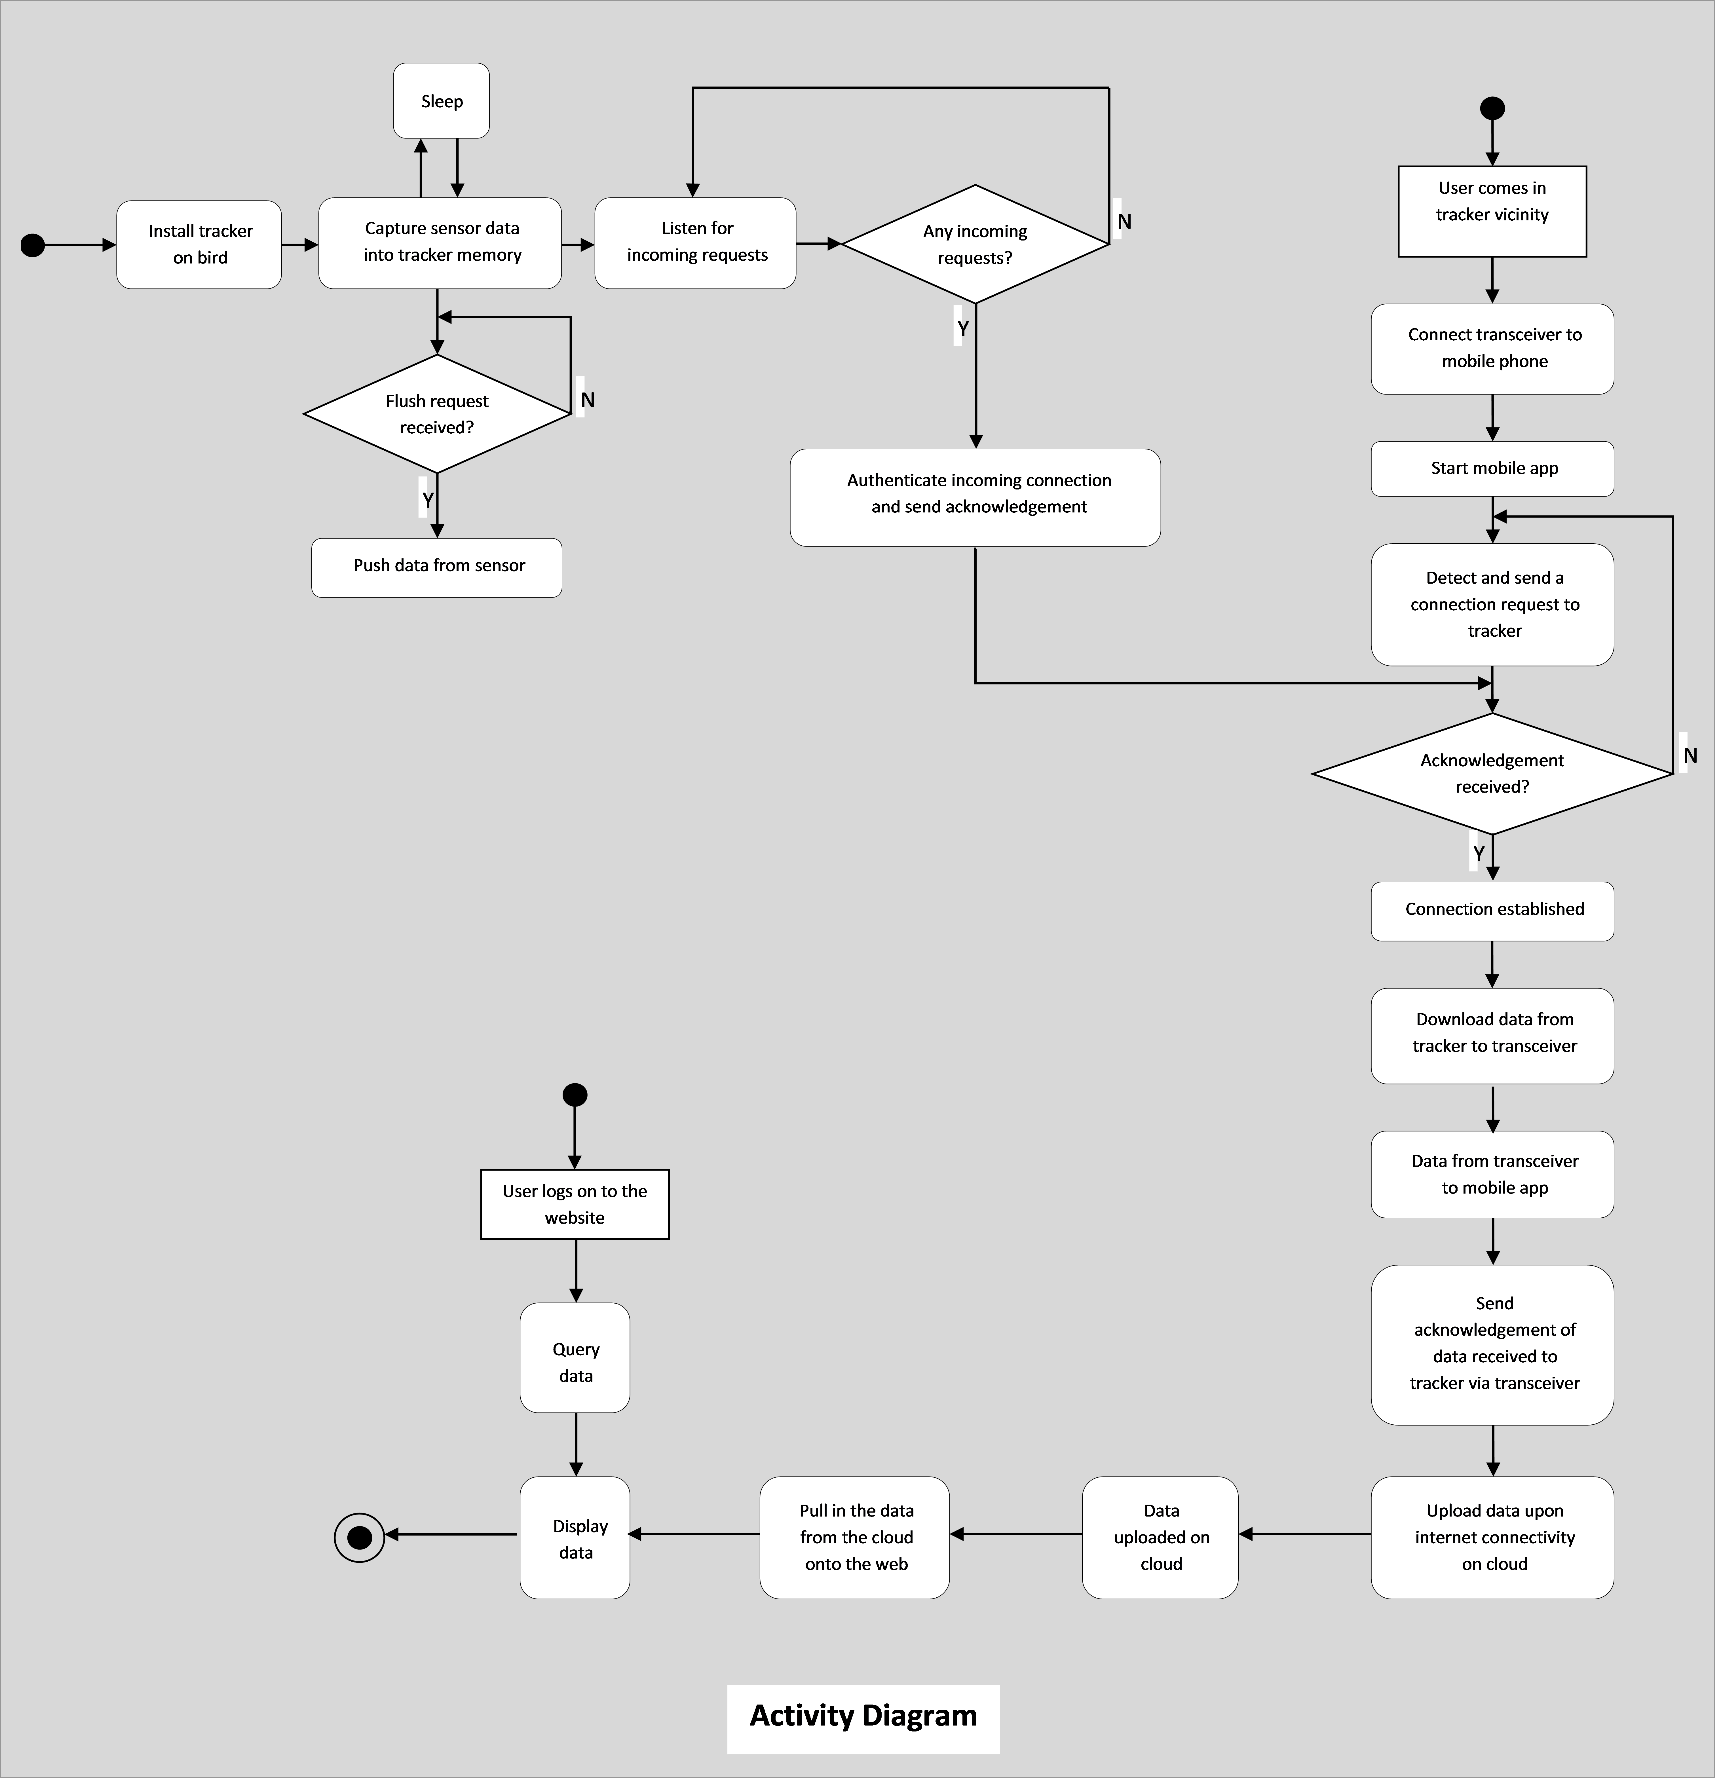 Sleep
Install tracker
on bird
Capture sensor data
into tracker memory
Listen for
incoming requests
Any incoming
requests?
N
Y
Flush request
received?
N
Y
Push data from sensor
Authenticate incoming connection
and send acknowledgement
User comes in
tracker vicinity
Connect transceiver to
mobile phone
Start mobile app
Detect and send a
connection request to
tracker
Acknowledgement
received?
N
Y
Connection established
Download data from
tracker to transceiver
Data from transceiver
to mobile app
Send
acknowledgement of
data received to
tracker via transceiver
Upload data upon
internet connectivity
on cloud
Data
uploaded on
cloud
Pull in the data
from the cloud
onto the web
User logs on to the
website
Query
data
Display
data
Activity Diagram